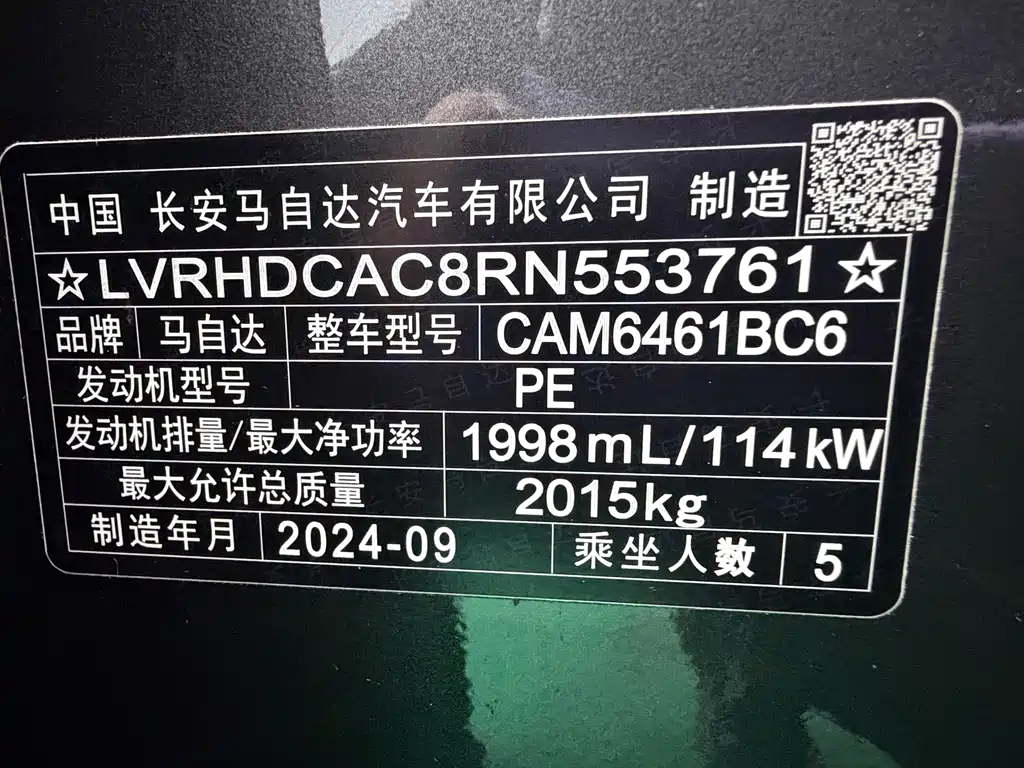 中国 长安马自达汽车有限公司 制造
☆LVRHDCAC8RN553761☆
品牌 马自达 整车型号 CAM6461BC6
发动机型号 PE
发动机排量/最大净功率 1998mL/114kW
最大允许总质量 2015kg
制造年月 2024-09 乘坐人数 5